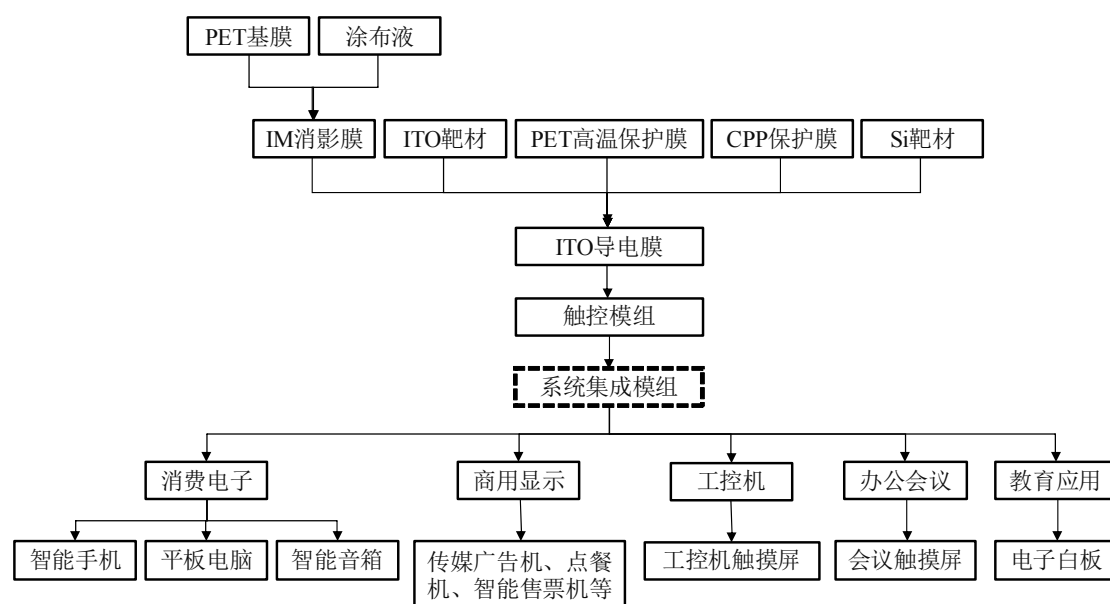 PET基膜
涂布液
IM消影膜
ITO靶材
PET高温保护膜
CPP保护膜
Si靶材
ITO导电膜
触控模组
系统集成模组
消费电子
商用显示
工控机
办公会议
教育应用
智能手机
平板电脑
智能音箱
传媒广告机、点餐
机、智能售票机等
工控机触摸屏
会议触摸屏
电子白板